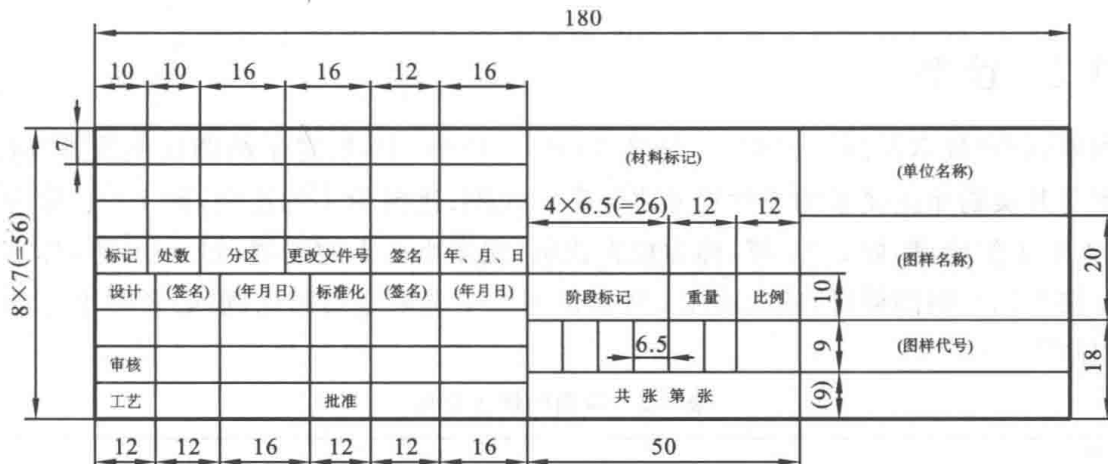 180
10 10 16 16 12 16
7
(材料标记)
(单位名称)
4×6.5(=26) 12 12
8×7(=56)
标记 处数 分区 更改文件号 签名 年、月、日
(图样名称)
20
设计 (签名) (年月日) 标准化 (签名) (年月日)
阶段标记 重量 比例
10
6.5
9
(图样代号)
18
审核
工艺 批准
共 张 第 张
(9)
12 12 16 12 12 16 50